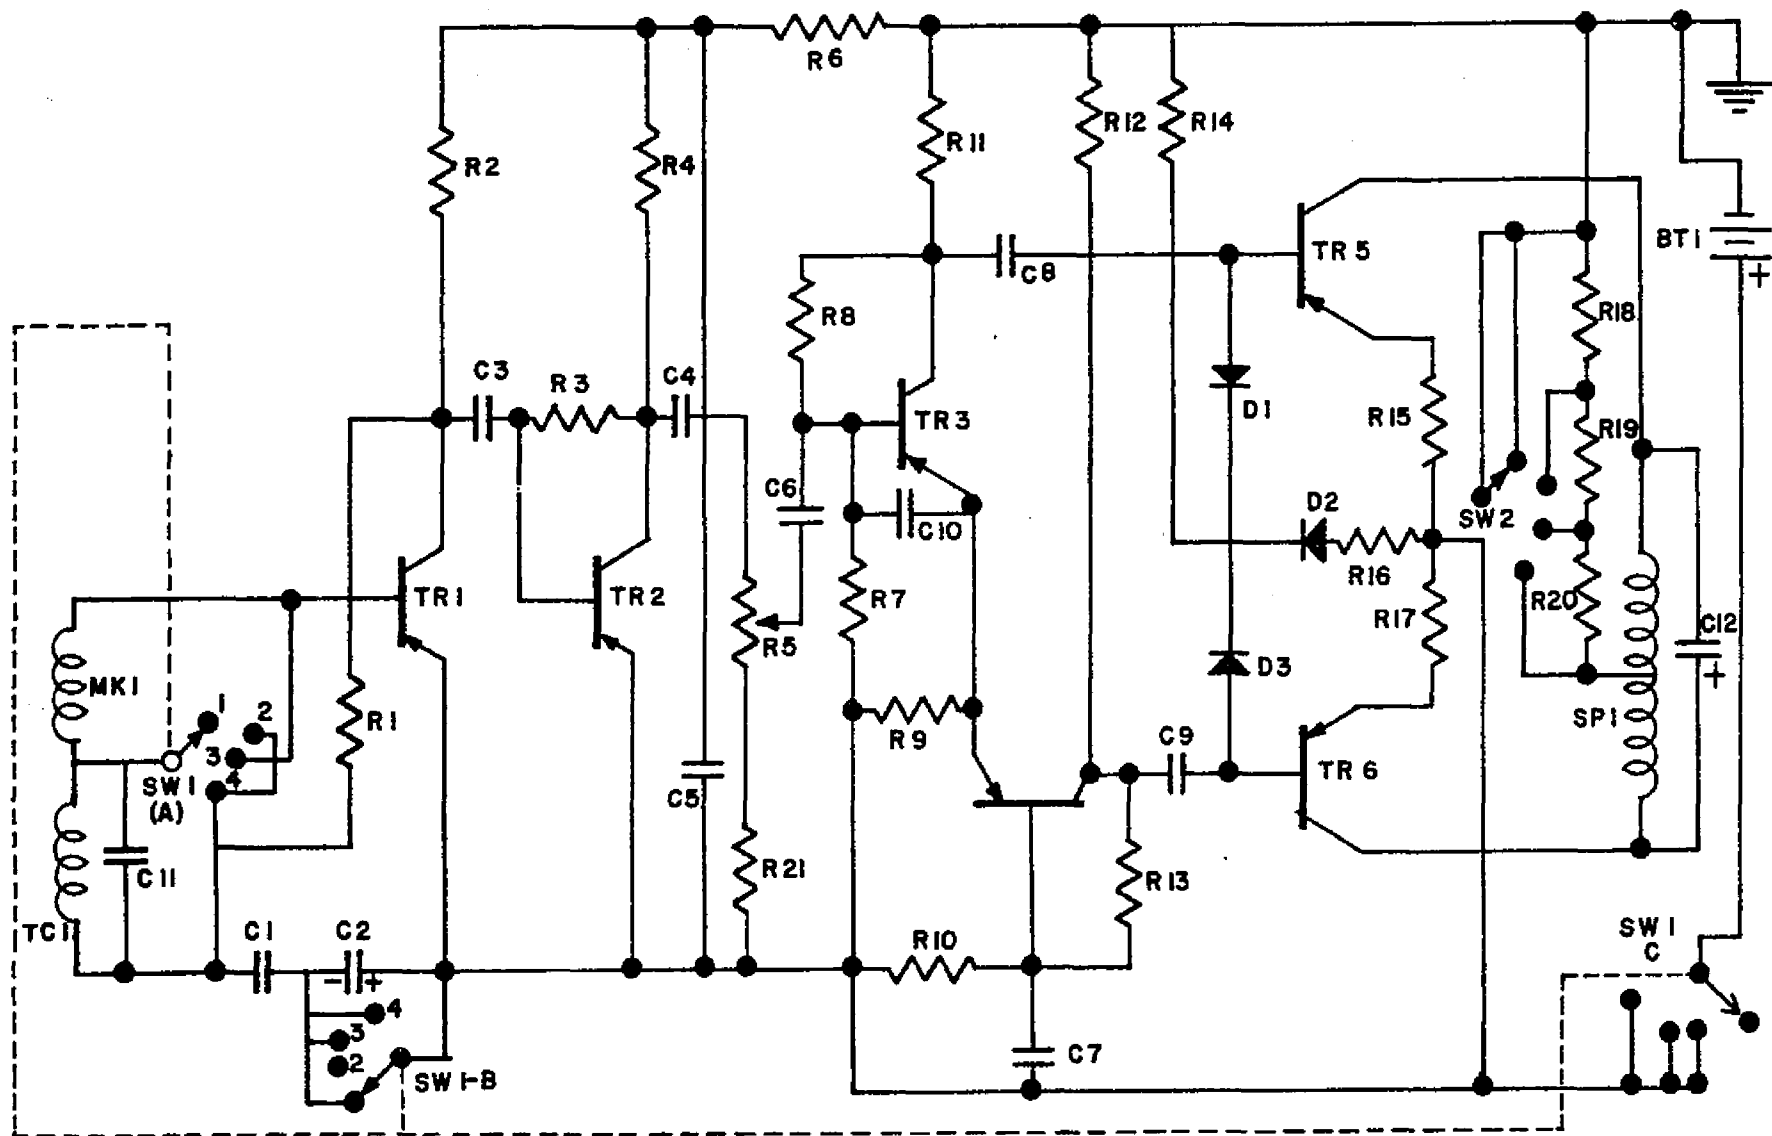 R6
R2
R4
R11
R12
R14
TR5
BT1
+
C8
R8
R18
C3
R3
C4
D1
R15
R19
TR3
C6
C10
D2
SW2
R16
TR1
TR2
R7
R5
R17
R20
C12
+
MK1
1
2
3
4
SW1
(A)
R1
D3
SP1
R9
C9
TR6
C5
C11
R21
R13
TC1
C1
C2
- +
R10
SW1
C
4
3
2
SW1-B
C7